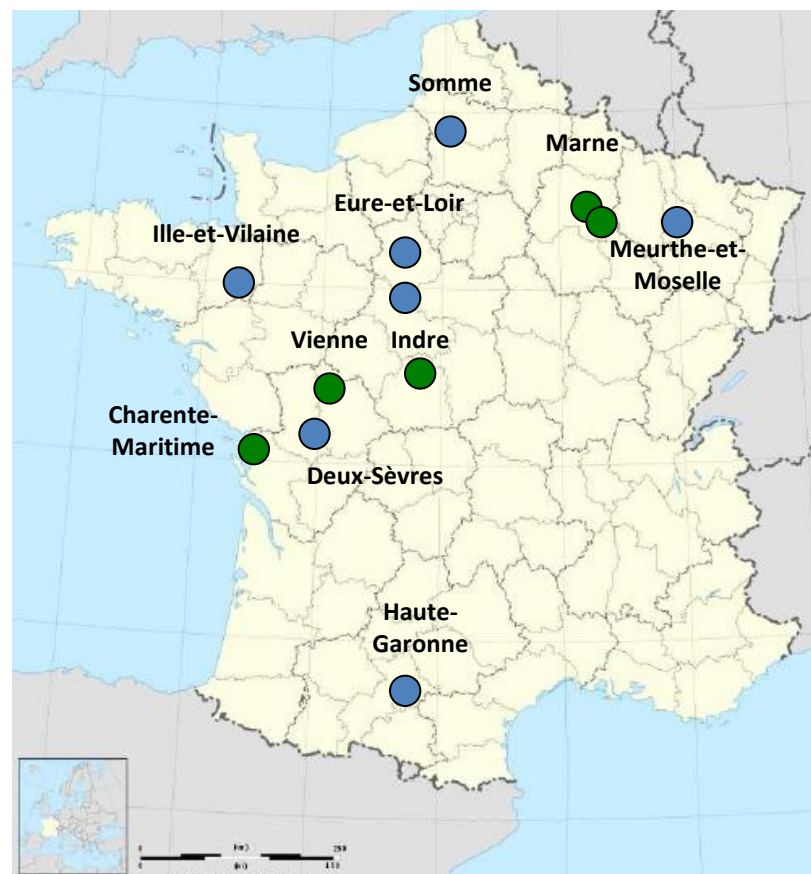 Somme
Marne
Eure-et-Loir
Ille-et-Vilaine
Meurthe-et-
Moselle
Vienne
Indre
Charente-
Maritime
Deux-Sèvres
Haute-
Garonne